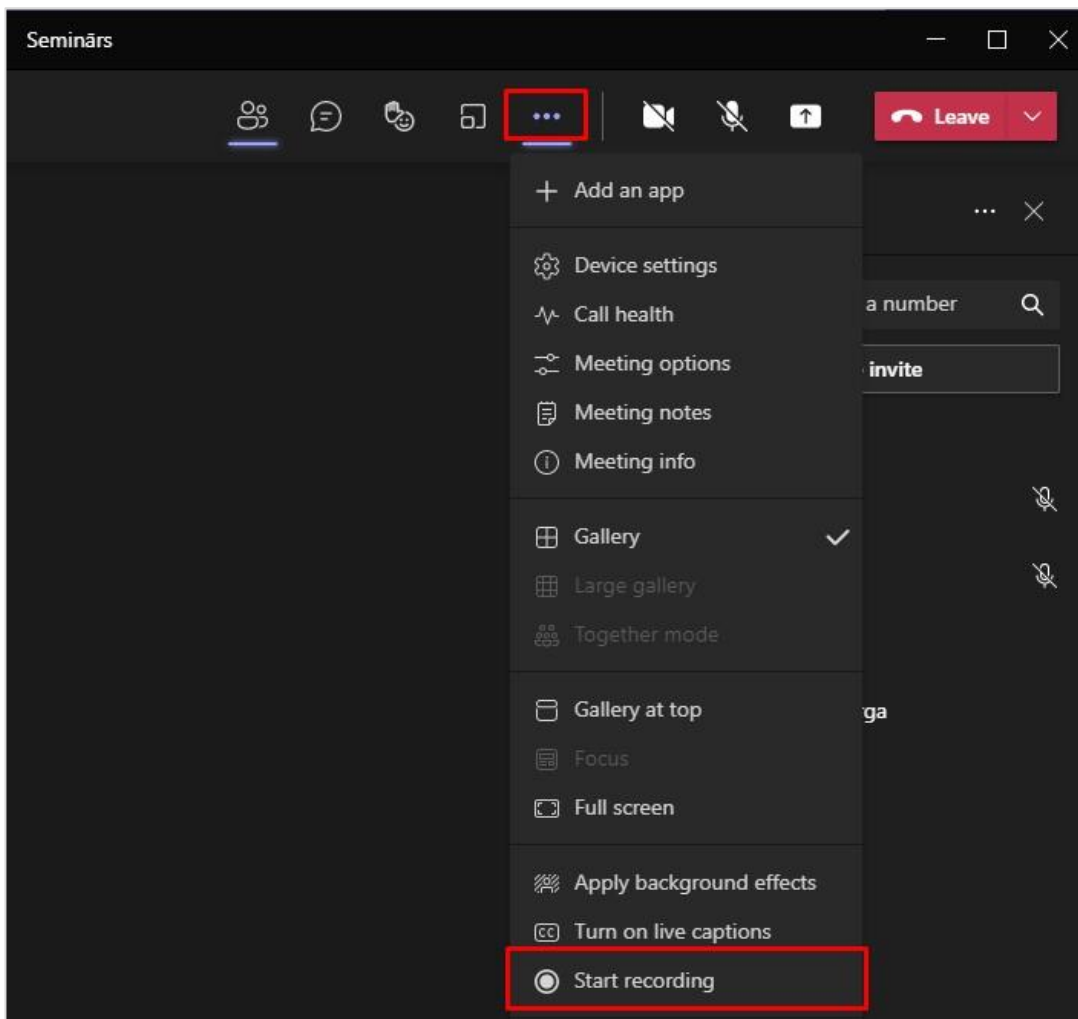 Seminārs
Leave
Add an app
Device settings
a number
Call health
Meeting options
invite
Meeting notes
Meeting info
Gallery
Large gallery
Together mode
Gallery at top
ga
Focus
Full screen
Apply background effects
CC Turn on live captions
Start recording